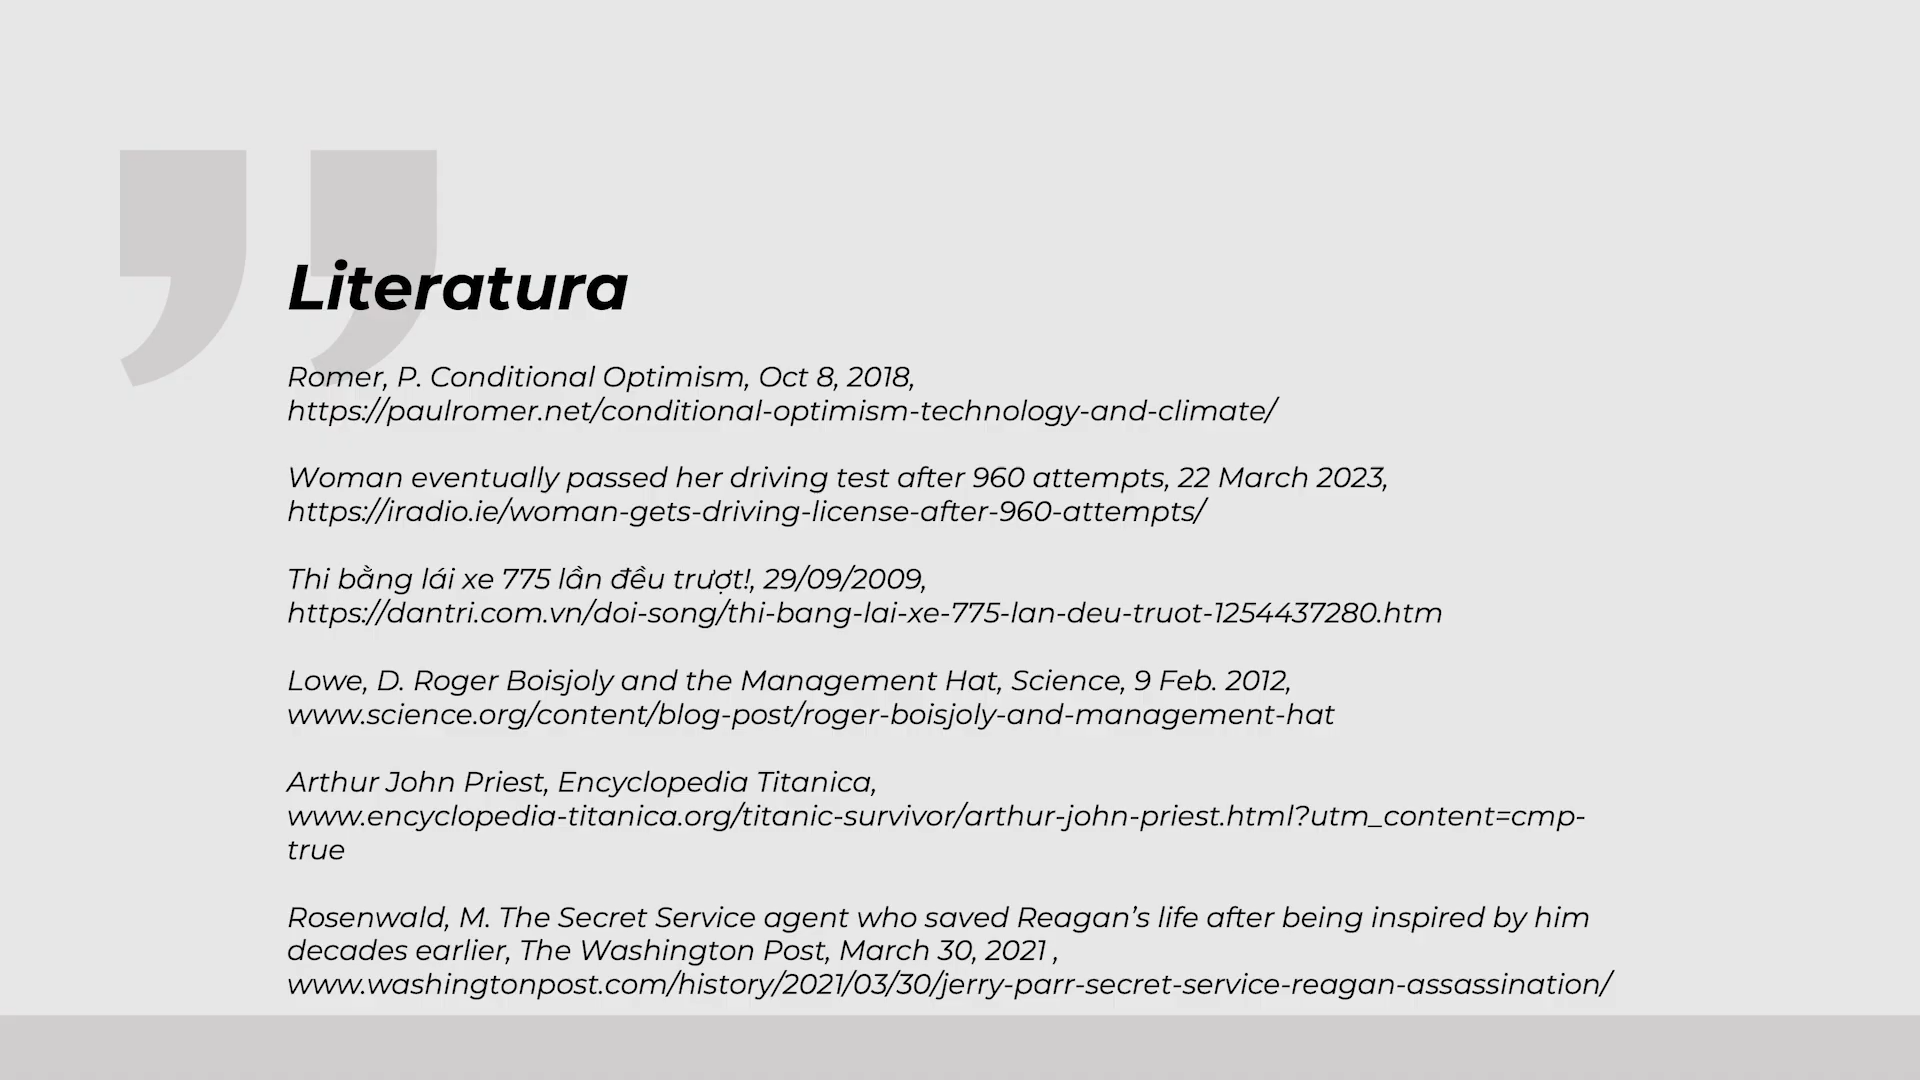 Literatura
Romer, P. Conditional Optimism, Oct 8, 2018,
https://paulromer.net/conditional-optimism-technology-and-climate/
Woman eventually passed her driving test after 960 attempts, 22 March 2023,
https://iradio.ie/woman-gets-driving-license-after-960-attempts/
Thi bằng lái xe 775 lần đều trượt!, 29/09/2009,
https://dantri.com.vn/doi-song/thi-bang-lai-xe-775-lan-deu-truot-1254437280.htm
Lowe, D. Roger Boisjoly and the Management Hat, Science, 9 Feb. 2012,
www.science.org/content/blog-post/roger-boisjoly-and-management-hat
Arthur John Priest, Encyclopedia Titanica,
www.encyclopedia-titanica.org/titanic-survivor/arthur-john-priest.html?utm_content=cmp-
true
Rosenwald, M. The Secret Service agent who saved Reagan’s life after being inspired by him
decades earlier, The Washington Post, March 30, 2021 ,
www.washingtonpost.com/history/2021/03/30/jerry-parr-secret-service-reagan-assassination/